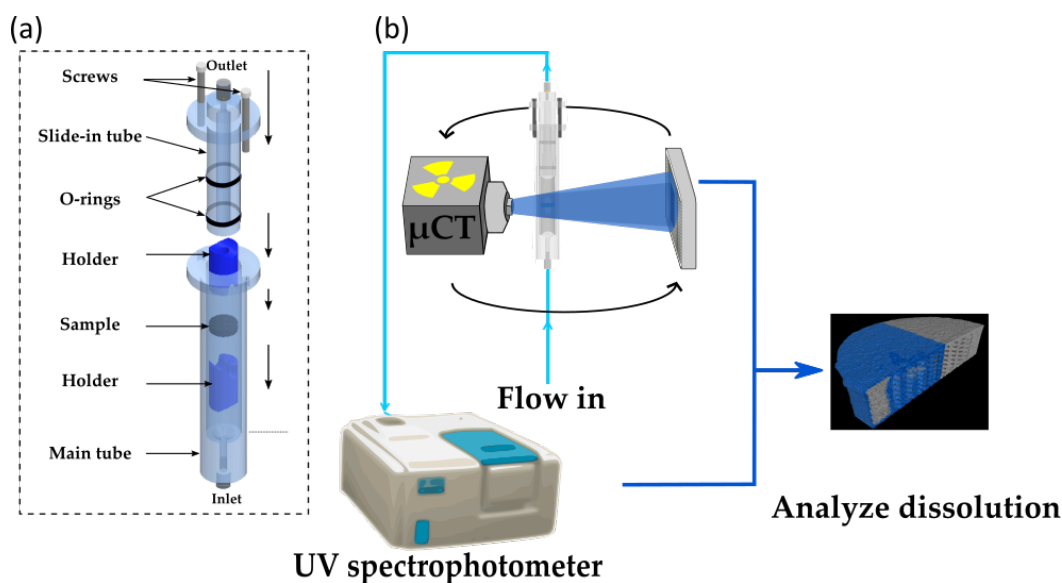 (a)
Outlet
Screws
Slide-in tube
O-rings
Holder
Sample
Holder
Main tube
Inlet
(b)
μCT
Flow in
UV spectrophotometer
Analyze dissolution